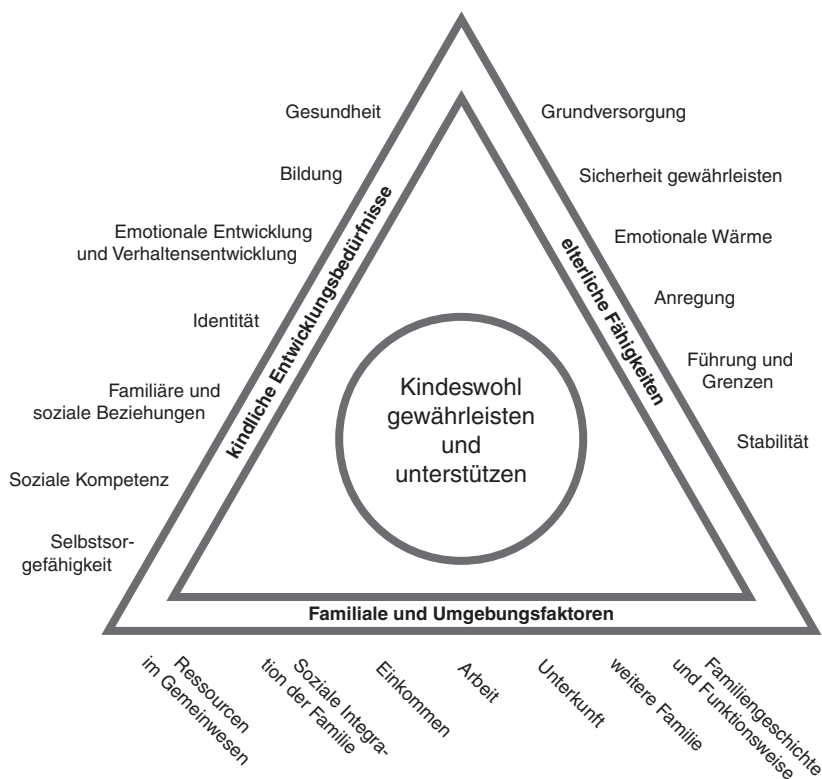 Gesundheit
Bildung
Emotionale Entwicklung
und Verhaltensentwicklung
Identität
Familiäre und
soziale Beziehungen
Soziale Kompetenz
Selbstsor-
gefähigkeit
kindliche Entwicklungsbedürfnisse
Grundversorgung
Sicherheit gewährleisten
Emotionale Wärme
Anregung
Führung und
Grenzen
Stabilität
elterliche Fähigkeiten
Kindeswohl
gewährleisten
und
unterstützen
Familiale und Umgebungsfaktoren
Ressourcen
im Gemeinwesen
Soziale Integra-
tion der Familie
Einkommen
Arbeit
Unterkunft
weitere Familie
Familiengeschichte
und Funktionsweise